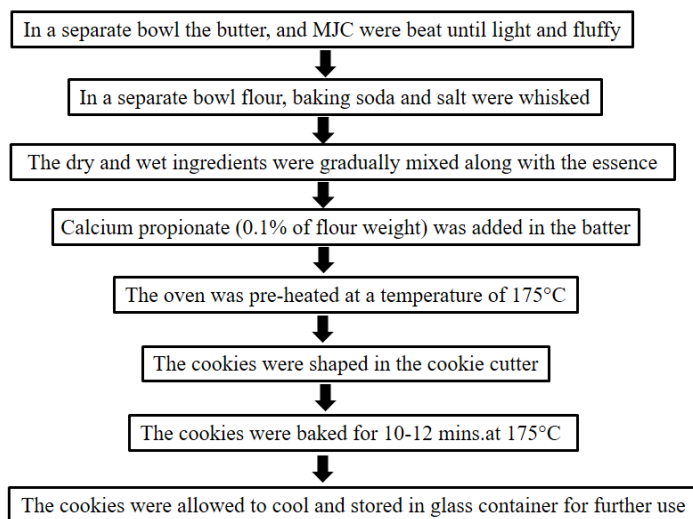 In a separate bowl the butter, and MJC were beat until light and fluffy
In a separate bowl flour, baking soda and salt were whisked
The dry and wet ingredients were gradually mixed along with the essence
Calcium propionate (0.1% of flour weight) was added in the batter
The oven was pre-heated at a temperature of 175°C
The cookies were shaped in the cookie cutter
The cookies were baked for 10-12 mins.at 175°C
The cookies were allowed to cool and stored in glass container for further use